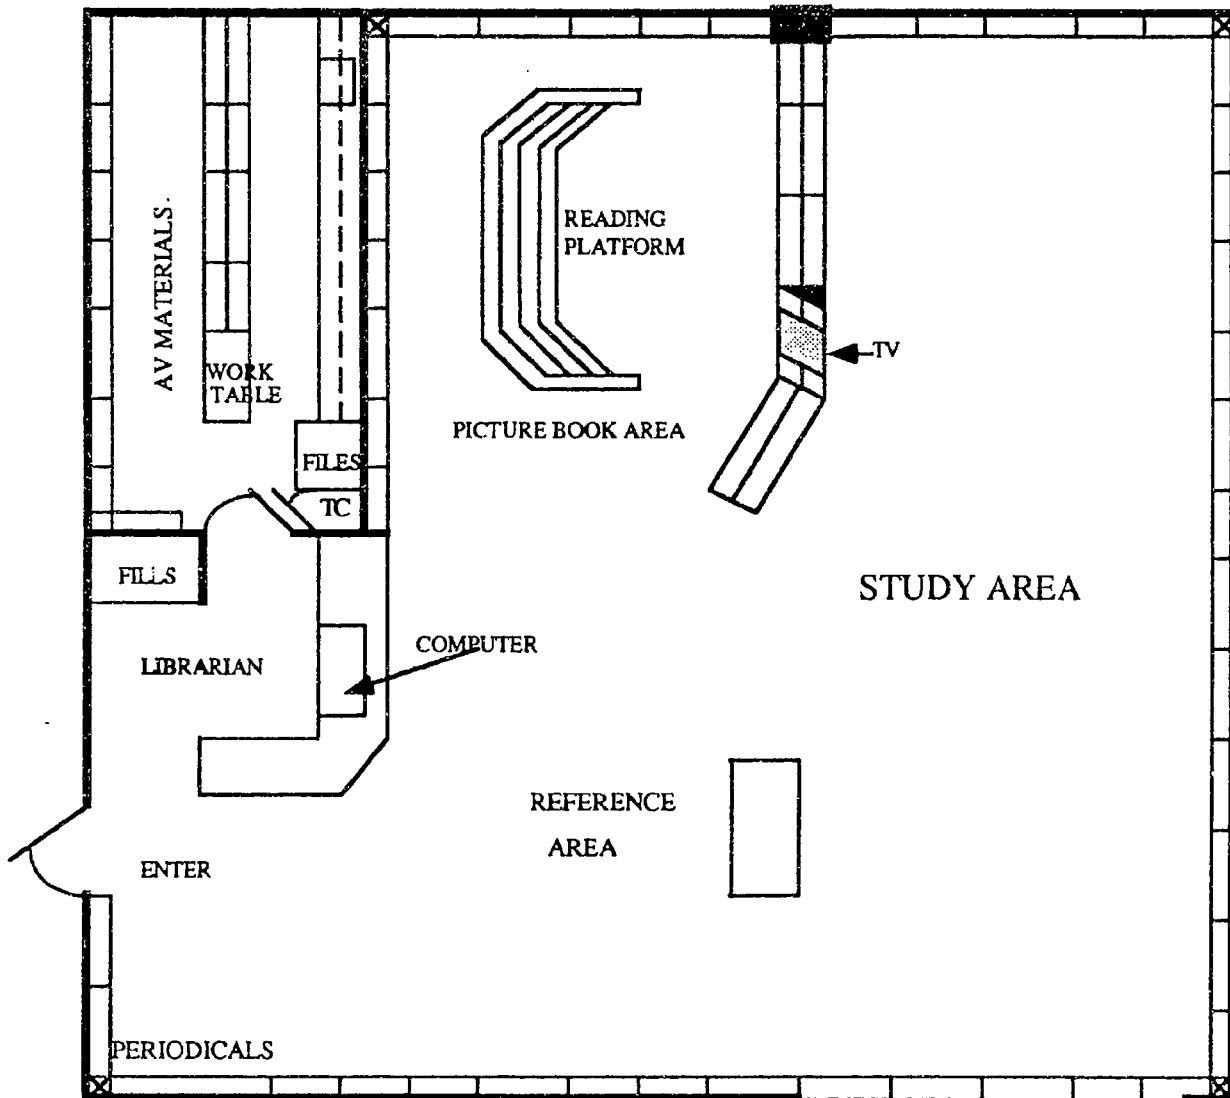 AV MATERIALS.
WORK
TABLE
FILES
TC
READING
PLATFORM
TV
PICTURE BOOK AREA
FILLS
STUDY AREA
COMPUTER
LIBRARIAN
REFERENCE
AREA
ENTER
PERIODICALS